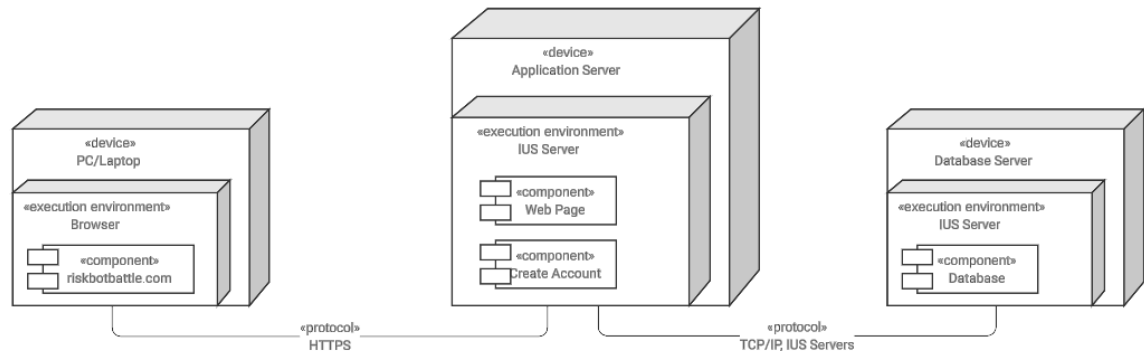 «device»
PC/Laptop
«execution environment»
Browser
«component»
riskbotbattle.com
«protocol»
HTTPS
«device»
Application Server
«execution environment»
IUS Server
«component»
Web Page
«component»
Create Account
«protocol»
TCP/IP, IUS Servers
«device»
Database Server
«execution environment»
IUS Server
«component»
Database